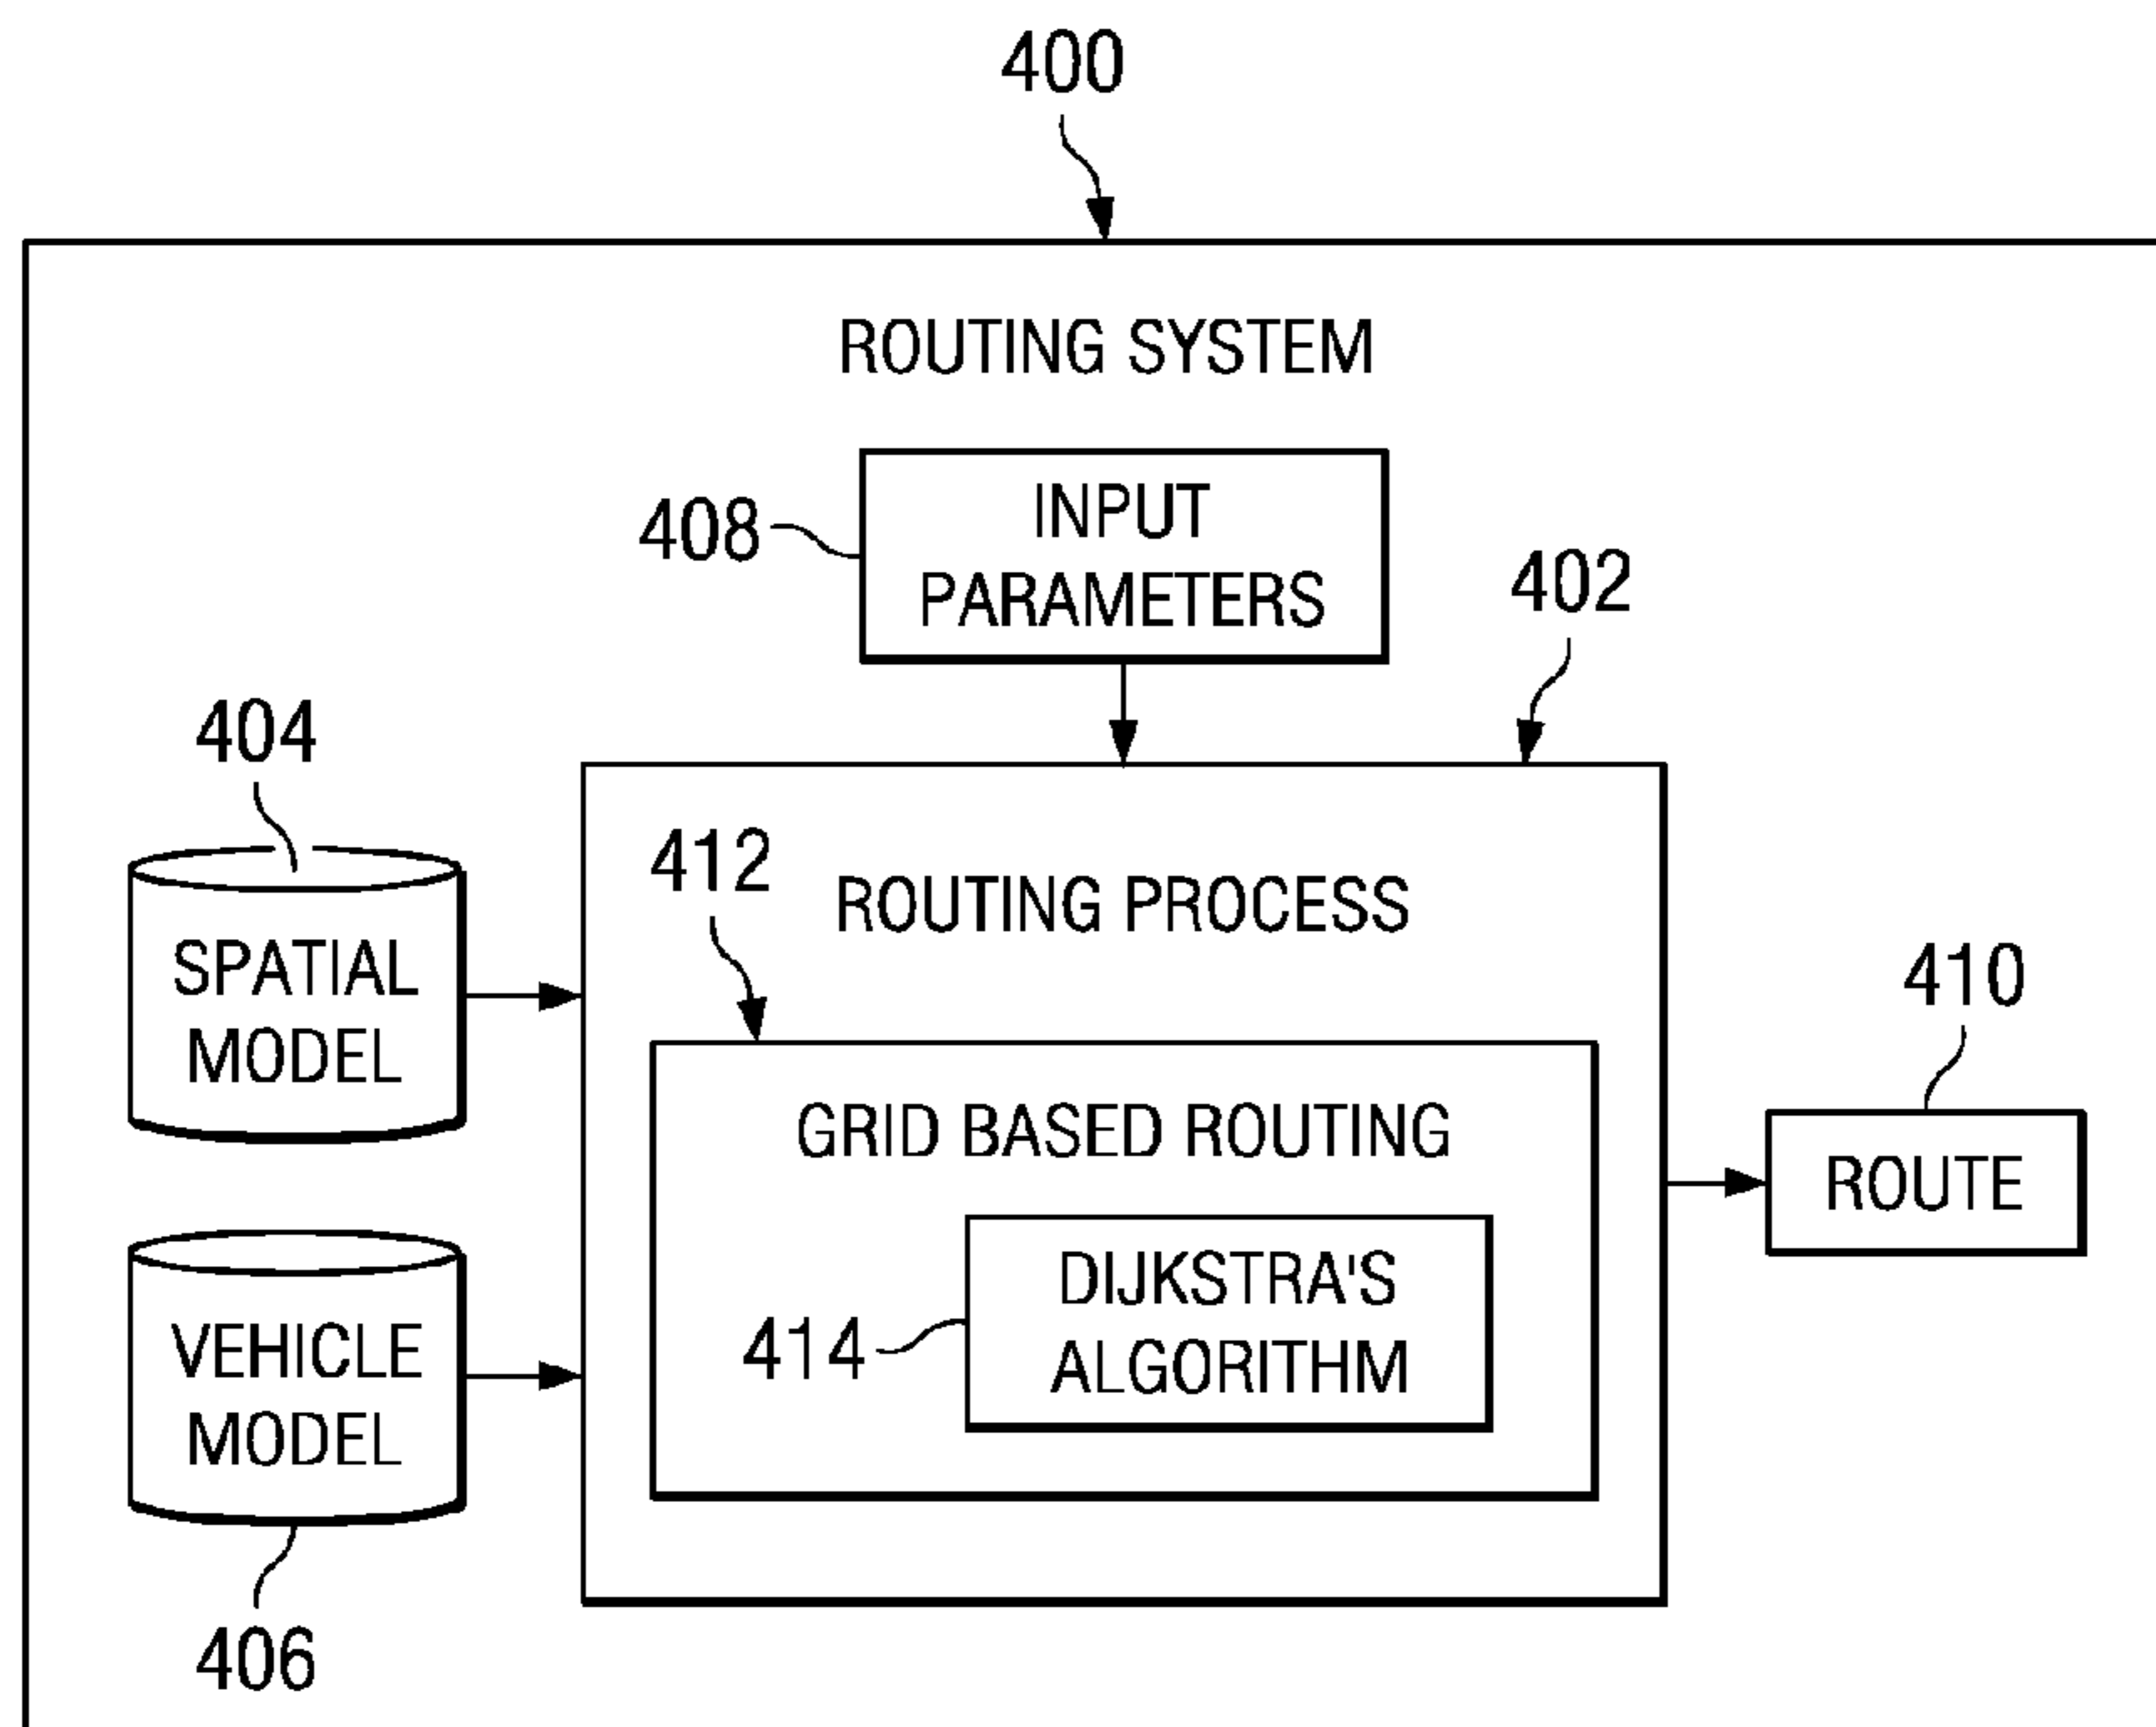 400
ROUTING SYSTEM
408
INPUT
PARAMETERS
402
404
SPATIAL
MODEL
412
ROUTING PROCESS
410
ROUTE
GRID BASED ROUTING
414
DIJKSTRA'S
ALGORITHM
VEHICLE
MODEL
406